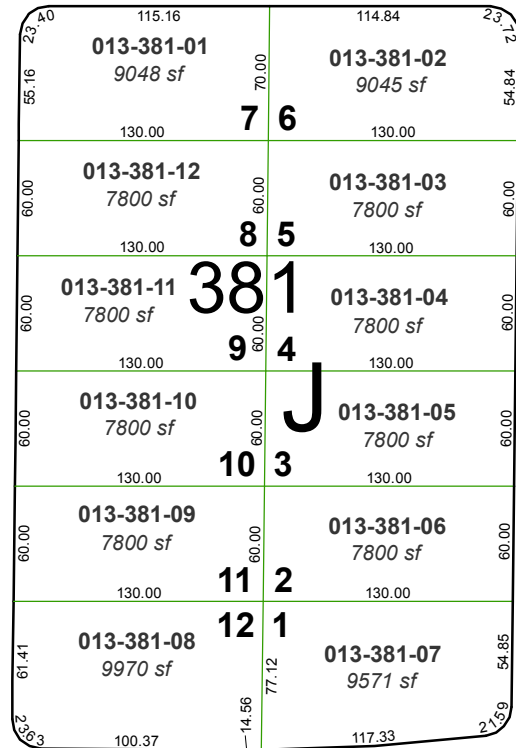 23.40 115.16 114.84 23.72
013-381-01
9048 sf
013-381-02
9045 sf
55.16 70.00 54.84
7 6
130.00 130.00
013-381-12
7800 sf
013-381-03
7800 sf
60.00 60.00 60.00
8 5
130.00 130.00
381
013-381-11
7800 sf
013-381-04
7800 sf
60.00 60.00 60.00
9 4
130.00 130.00
J
013-381-10
7800 sf
013-381-05
7800 sf
60.00 60.00 60.00
10 3
130.00 130.00
013-381-09
7800 sf
013-381-06
7800 sf
60.00 60.00 60.00
11 2
130.00 130.00
12 1
013-381-08
9970 sf
013-381-07
9571 sf
61.41 77.12 54.85
23.63 100.37 14.56 117.33 21.59